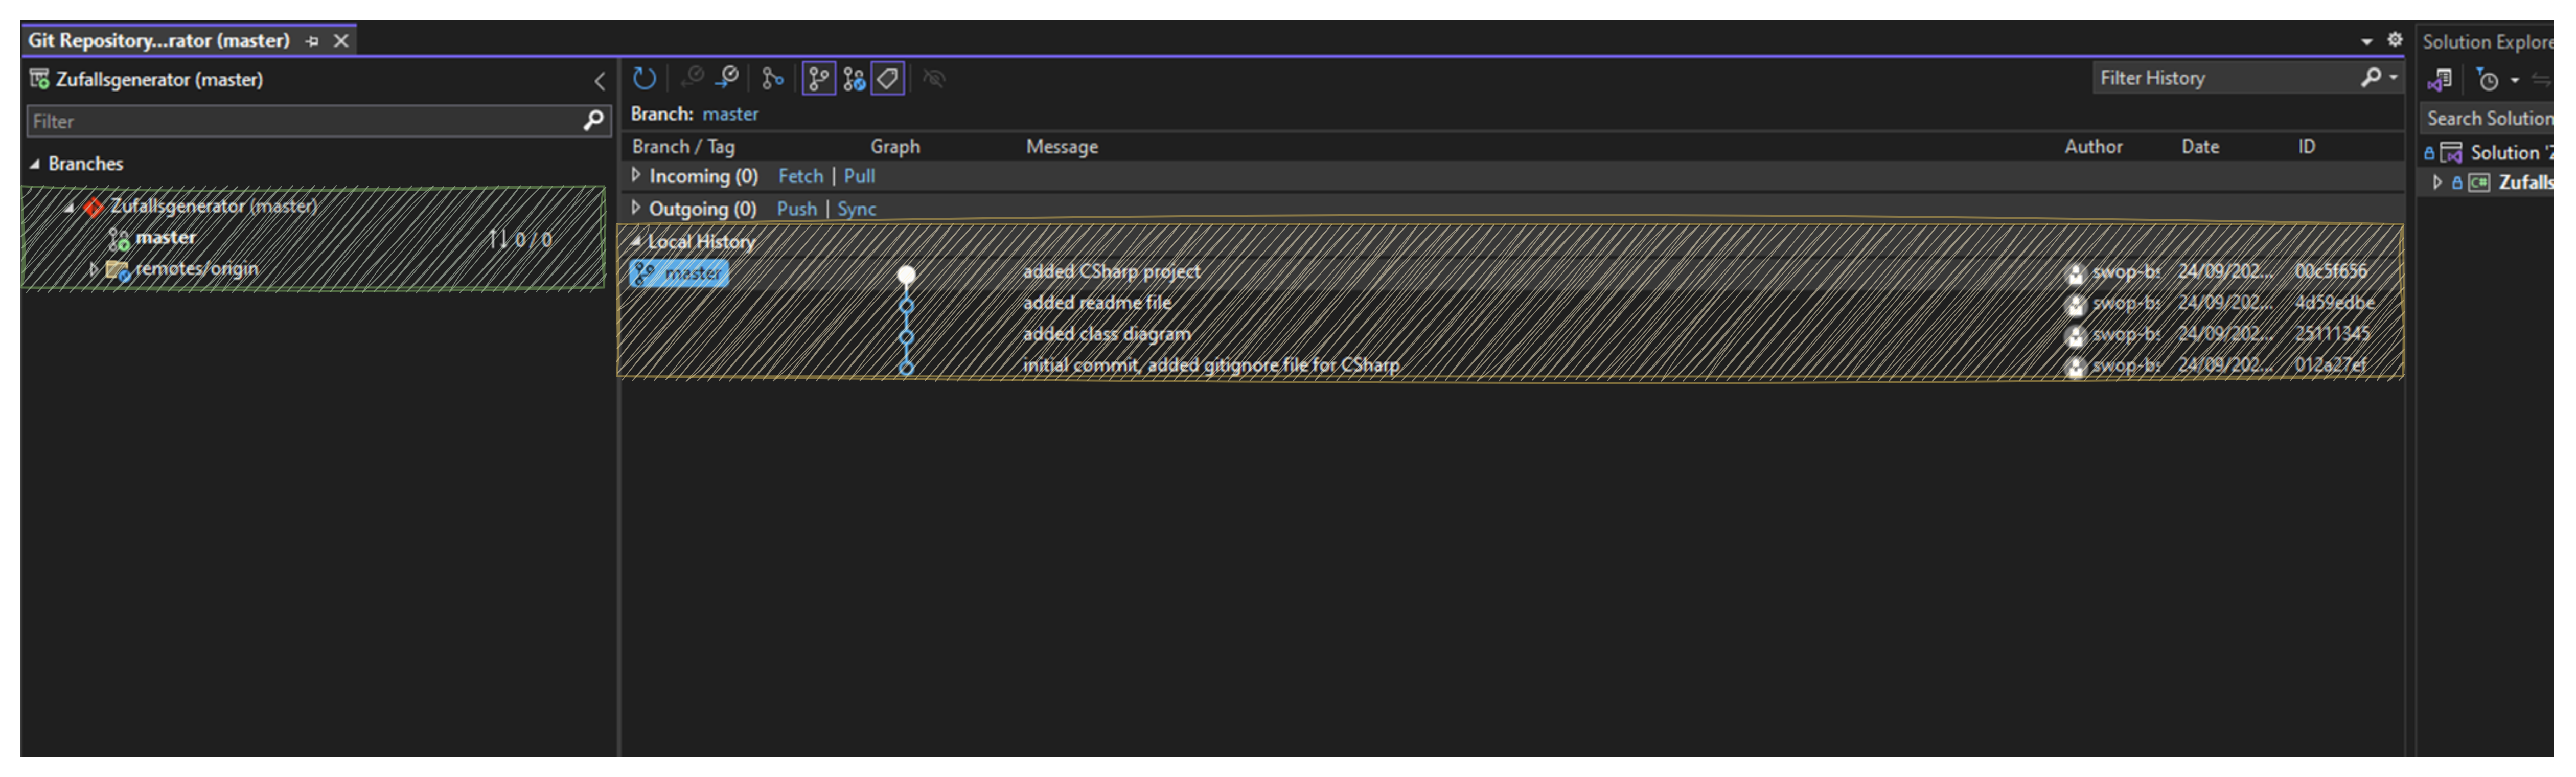 Git Repository...rator (master)
Zufallsgenerator (master)
Filter
Branches
Zufallsgenerator (master)
master 0 / 0
remotes/origin
Filter History
Branch: master
Branch / Tag Graph Message Author Date ID
Incoming (0) Fetch | Pull
Outgoing (0) Push | Sync
Local History
master added CSharp project swop-bs 24/09/202... 00c5f656
added readme file swop-bs 24/09/202... 4d59edbe
added class diagram swop-bs 24/09/202... 25111345
initial commit, added gitignore file for CSharp swop-bs 24/09/202... 012a27ef
Solution Explore
Search Solution
Solution 'Z
C# Zufalls